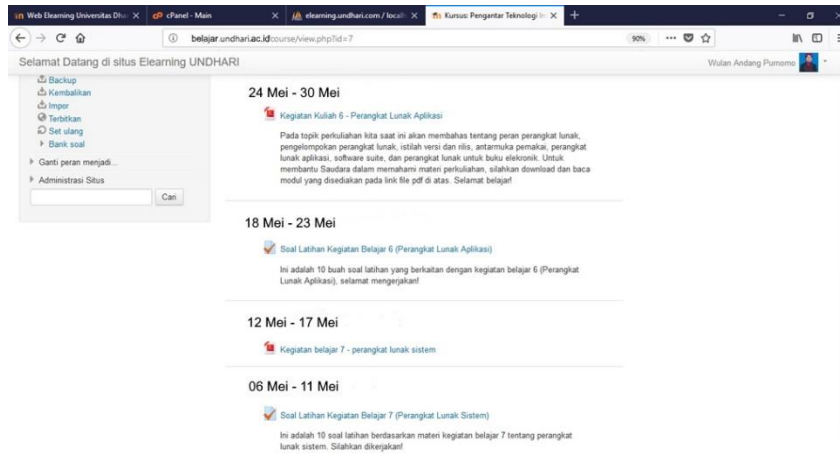 Web Elearning Universitas Dha
cPanel - Main
elearning.undhari.com / localh
Kursus: Pengantar Teknologi In
belajar.undhari.ac.id/course/view.php?id=7
90%
Selamat Datang di situs Elearning UNDHARI
Wulan Andang Purnomo
Backup
Kembalikan
Impor
Terbitkan
Set ulang
Bank soal
Ganti peran menjadi...
Administrasi Situs
Cari
24 Mei - 30 Mei
Kegiatan Kuliah 6 - Perangkat Lunak Aplikasi
Pada topik perkuliahan kita saat ini akan membahas tentang peran perangkat lunak,
pengelompokan perangkat lunak, istilah versi dan rilis, antarmuka pemakai, perangkat
lunak aplikasi, software suite, dan perangkat lunak untuk buku elekronik. Untuk
membantu Saudara dalam memahami materi perkuliahan, silahkan download dan baca
modul yang disediakan pada link file pdf di atas. Selamat belajar!
18 Mei - 23 Mei
Soal Latihan Kegiatan Belajar 6 (Perangkat Lunak Aplikasi)
Ini adalah 10 buah soal latihan yang berkaitan dengan kegiatan belajar 6 (Perangkat
Lunak Aplikasi), selamat mengerjakan!
12 Mei - 17 Mei
Kegiatan belajar 7 - perangkat lunak sistem
06 Mei - 11 Mei
Soal Latihan Kegiatan Belajar 7 (Perangkat Lunak Sistem)
Ini adalah 10 soal latihan berdasarkan materi kegiatan belajar 7 tentang perangkat
lunak sistem. Silahkan dikerjakan!